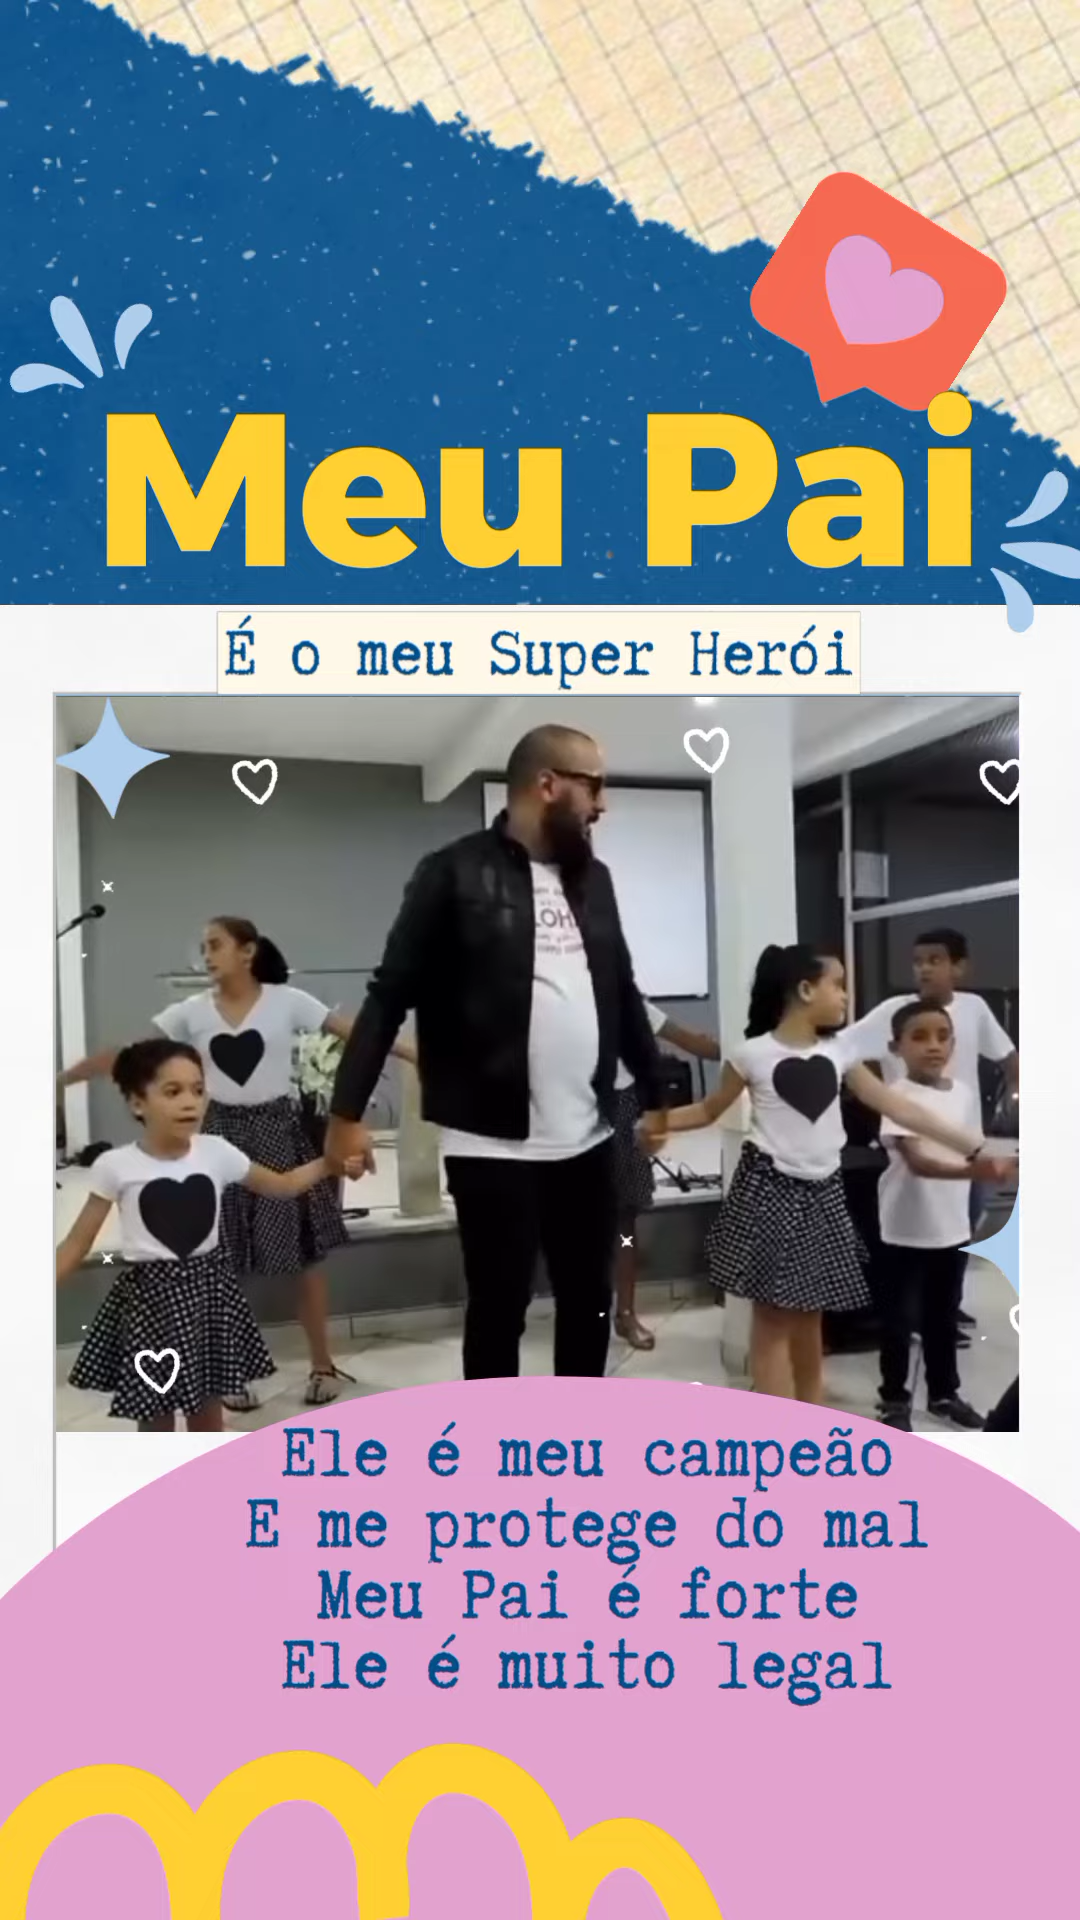 Meu Pai
É o meu Super Herói
Ele é meu campeão
E me protege do mal
Meu Pai é forte
Ele é muito legal